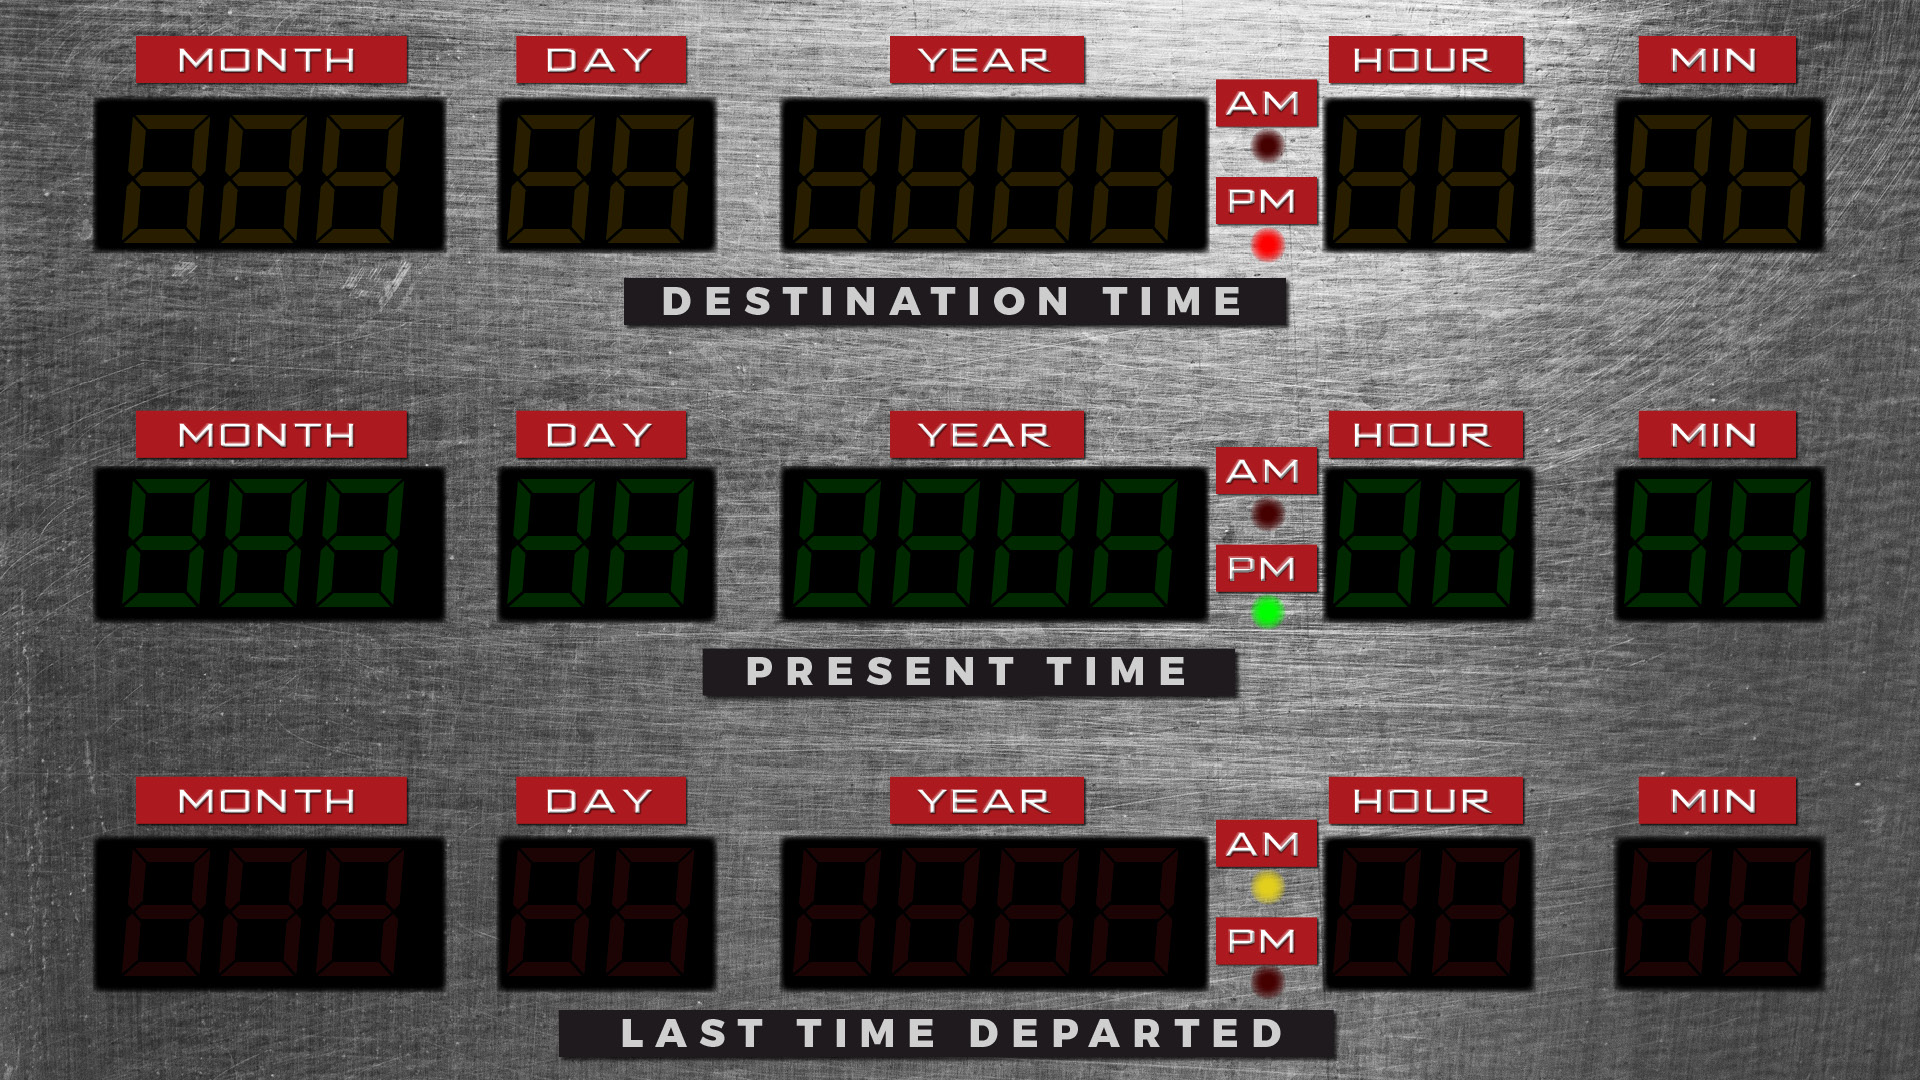 MONTH DAY YEAR HOUR MIN
AM
PM
DESTINATION TIME
MONTH DAY YEAR HOUR MIN
AM
PM
PRESENT TIME
MONTH DAY YEAR HOUR MIN
AM
PM
LAST TIME DEPARTED